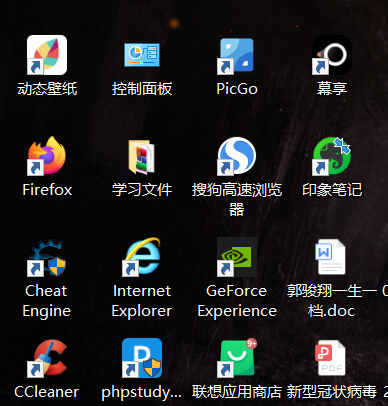 动态壁纸
控制面板
PicGo
幕享
Firefox
学习文件
搜狗高速浏览
器
印象笔记
Cheat
Engine
Internet
Explorer
GeForce
Experience
郭骏翔一生一
档.doc
CCleaner
phpstudy...
9+
联想应用商店
PDF
新型冠状病毒